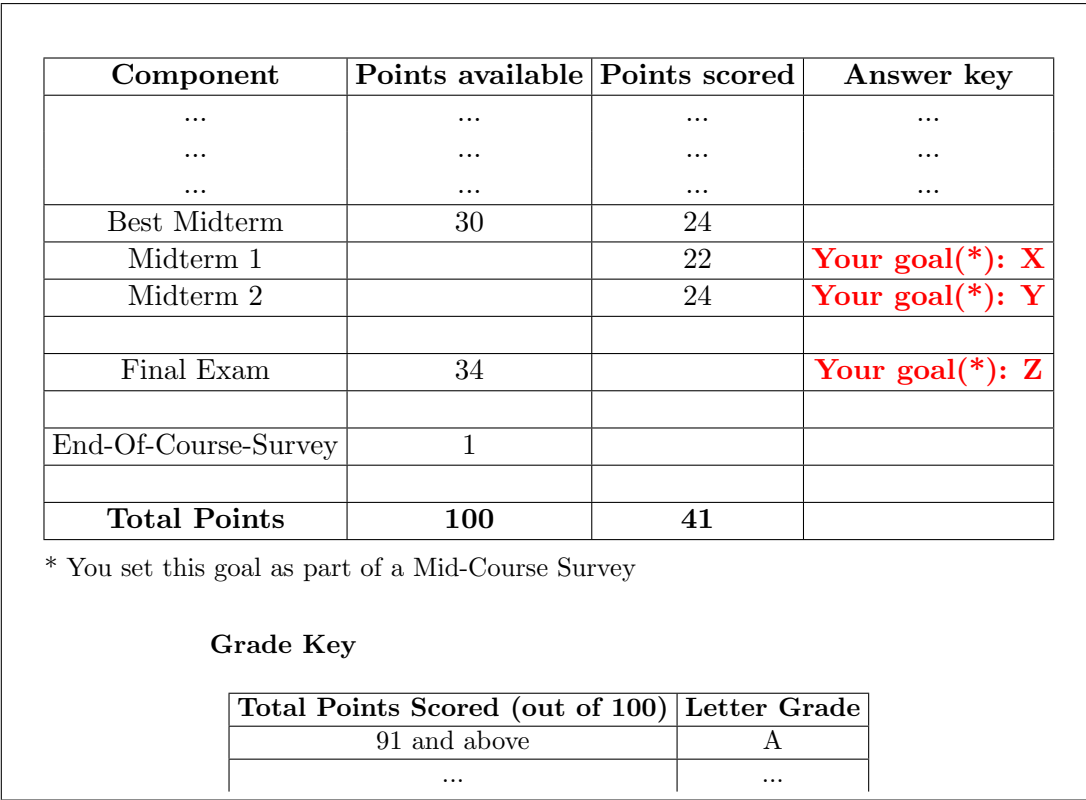 Component Points available Points scored Answer key
... ... ... ...
... ... ... ...
... ... ... ...
Best Midterm 30 24
Midterm 1 22 Your goal(*): X
Midterm 2 24 Your goal(*): Y
Final Exam 34 Your goal(*): Z
End-Of-Course-Survey 1
Total Points 100 41
* You set this goal as part of a Mid-Course Survey
Grade Key
Total Points Scored (out of 100) Letter Grade
91 and above A
... ...